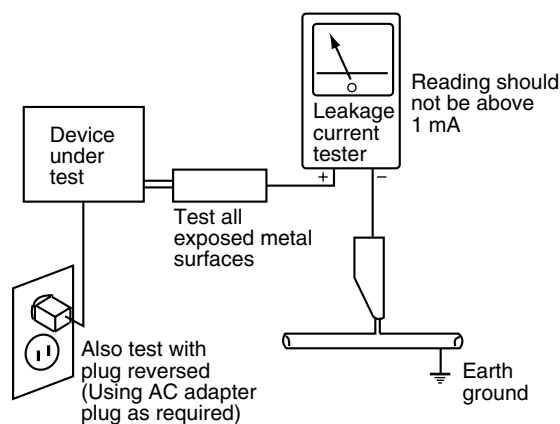 Leakage
current
tester
+ –
Reading should
not be above
1 mA
Device
under
test
Test all
exposed metal
surfaces
Also test with
plug reversed
(Using AC adapter
plug as required)
Earth
ground